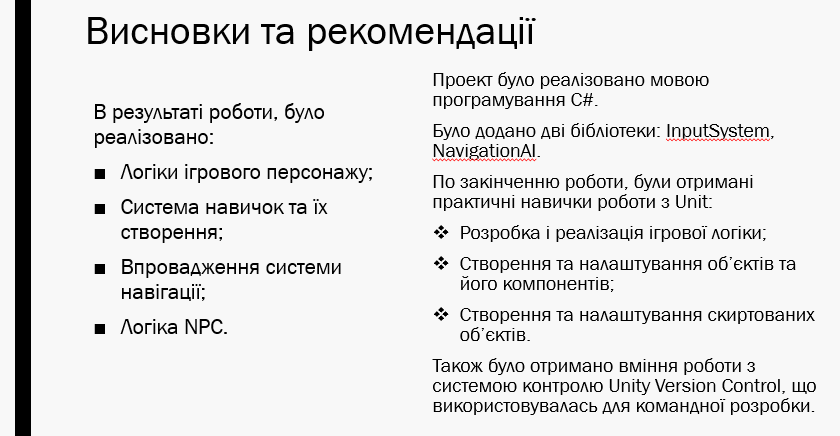 Висновки та рекомендації
В результаті роботи, було
реалізовано:
■ Логіки ігрового персонажу;
■ Система навичок та їх
створення;
■ Впровадження системи
навігації;
■ Логіка NPC.
Проект було реалізовано мовою
програмування C#.
Було додано дві бібліотеки: InputSystem,
NavigationAI.
По закінченню роботи, були отримані
практичні навички роботи з Unit:
❖ Розробка і реалізація ігрової логіки;
❖ Створення та налаштування об’єктів та
його компонентів;
❖ Створення та налаштування скиртованих
об’єктів.
Також було отримано вміння роботи з
системою контролю Unity Version Control, що
використовувалась для командної розробки.